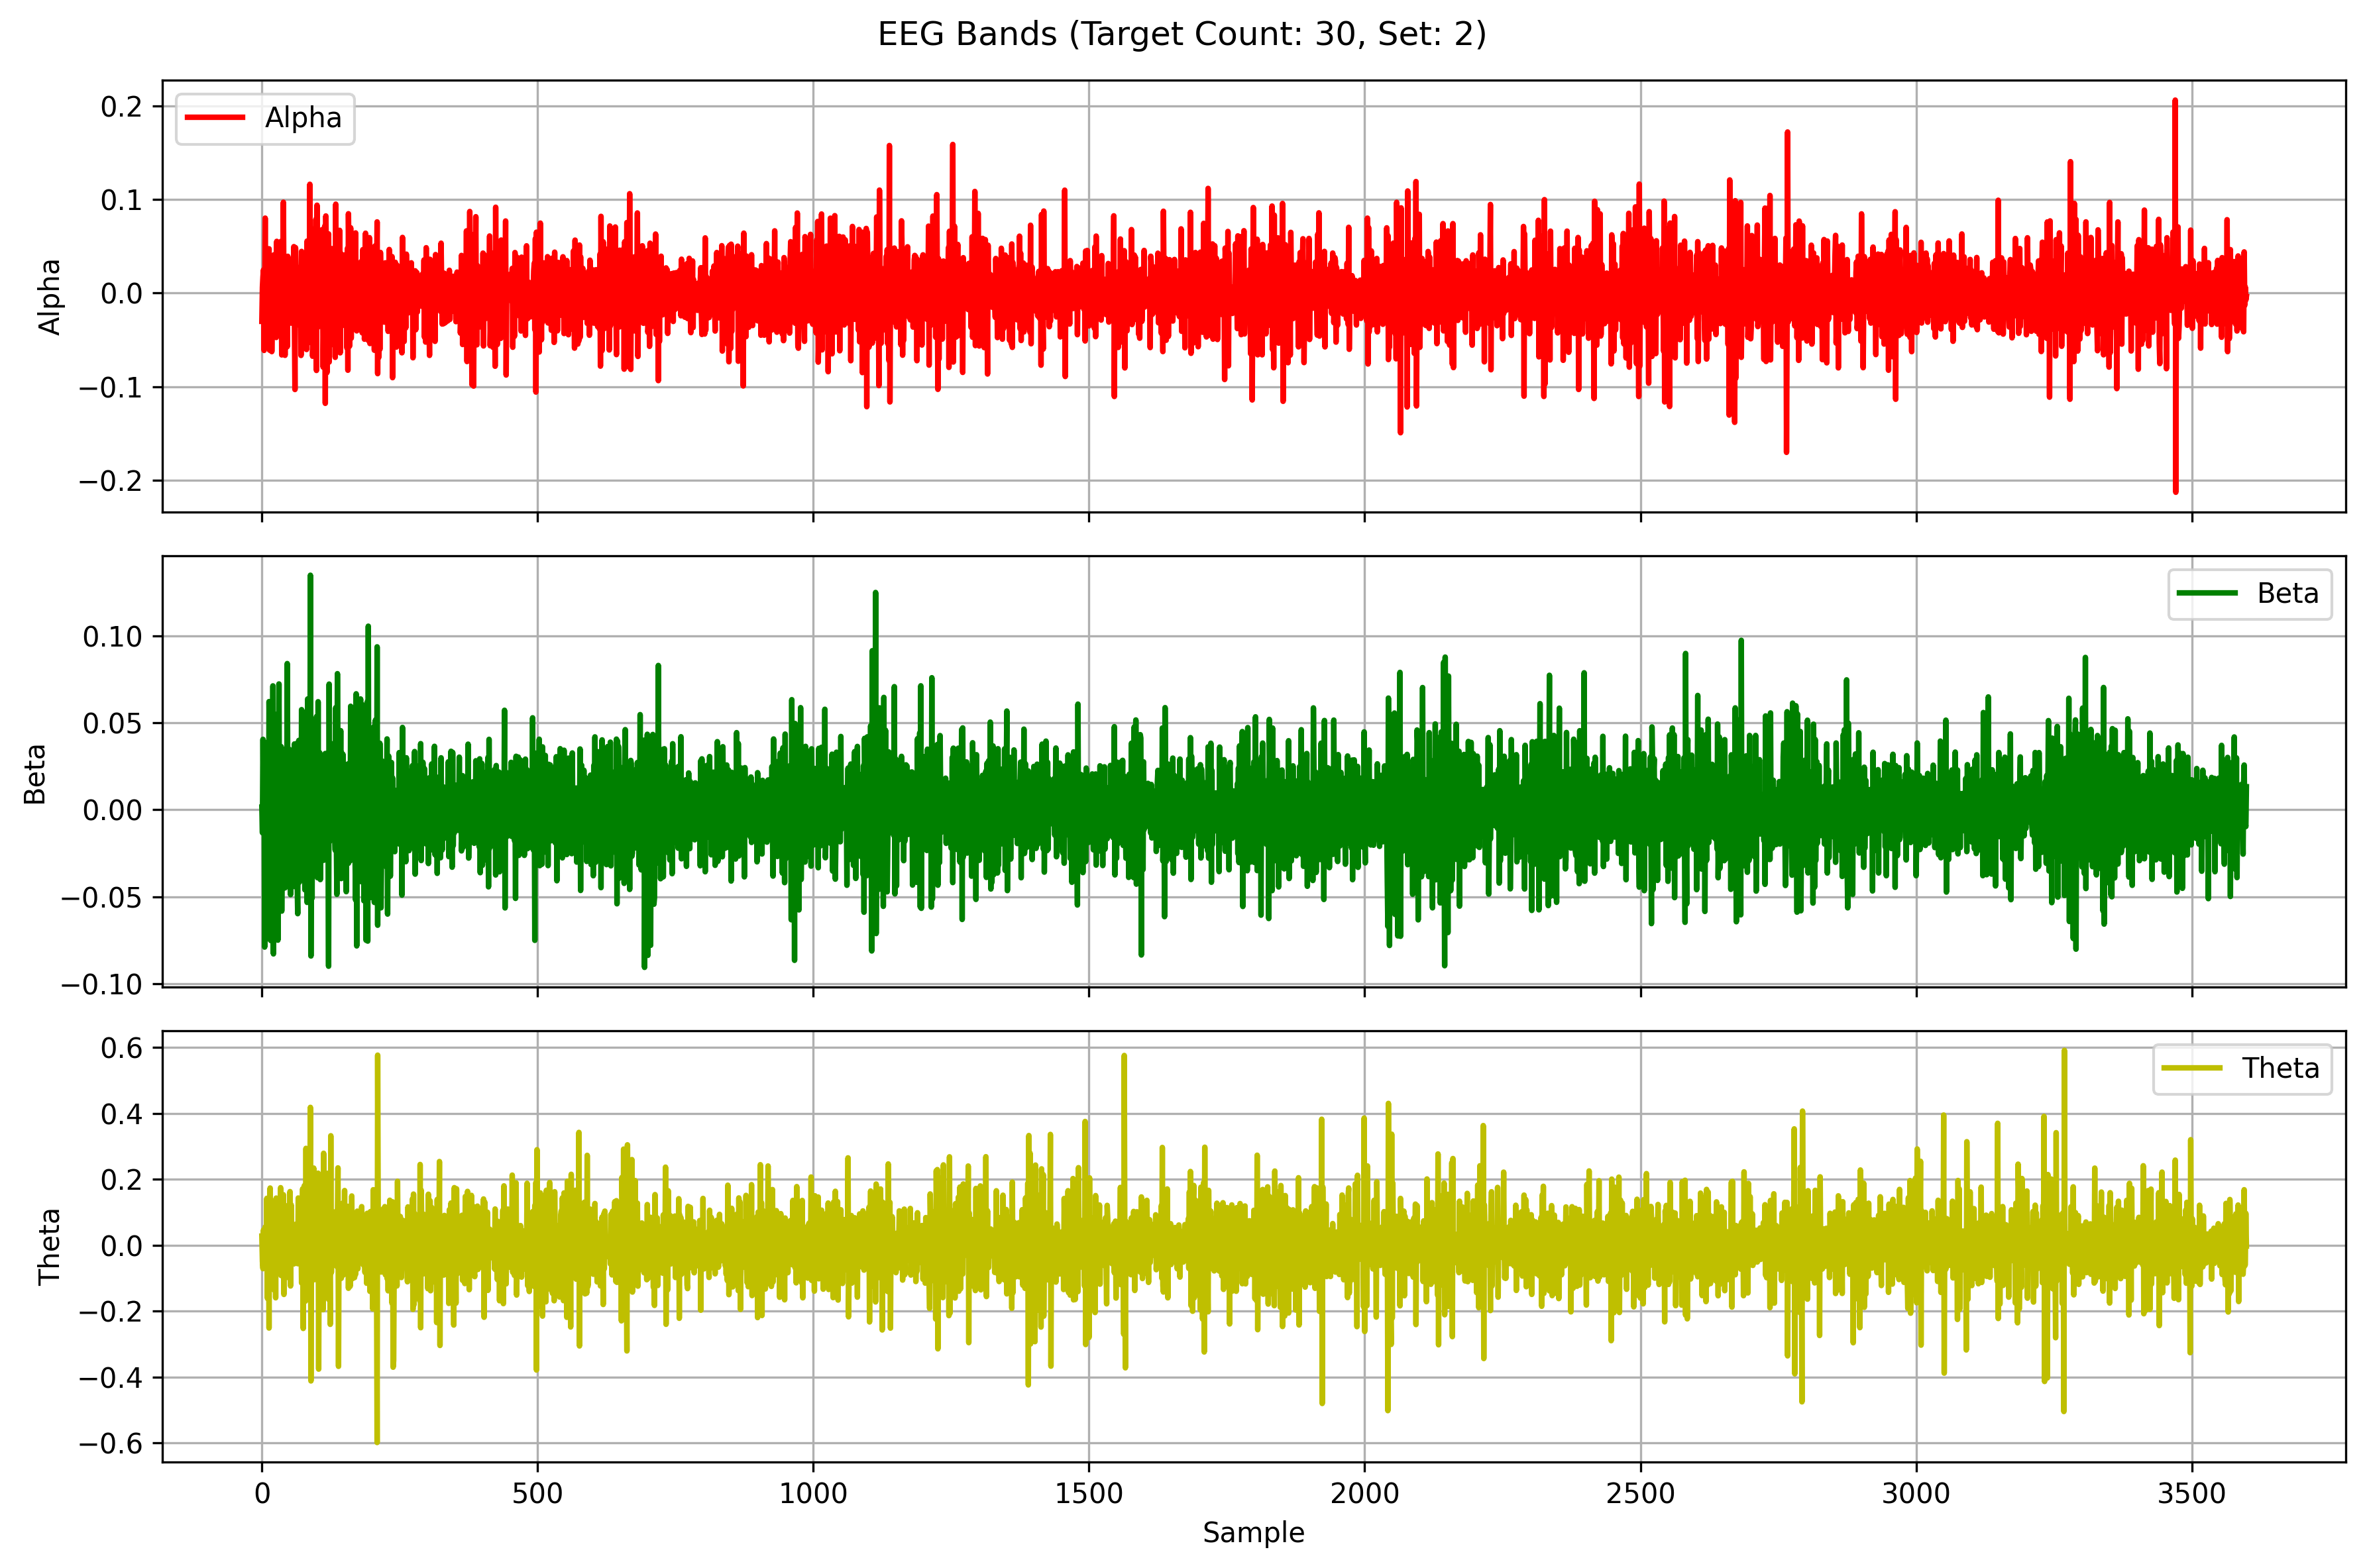 EEG Bands (Target Count: 30, Set: 2)
Alpha
0.2
0.1
0.0
−0.1
−0.2
Alpha
Beta
0.10
0.05
0.00
−0.05
−0.10
Beta
Theta
0.6
0.4
0.2
0.0
−0.2
−0.4
−0.6
Theta
0 500 1000 1500 2000 2500 3000 3500
Sample